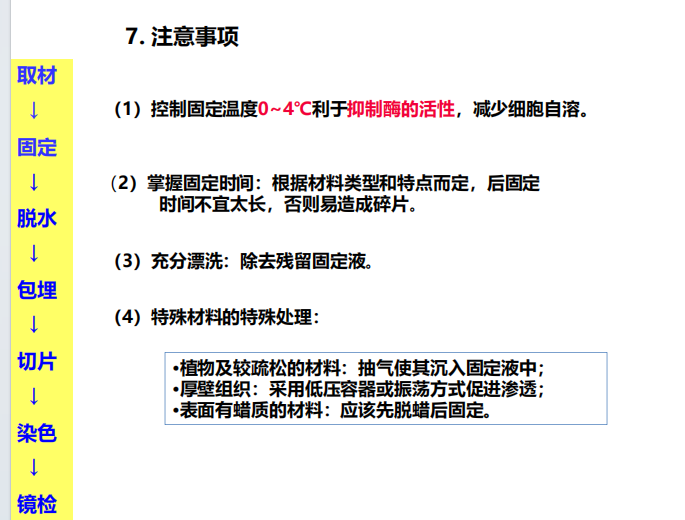 7. 注意事项
取材
↓
固定
↓
脱水
↓
包埋
↓
切片
↓
染色
↓
镜检
（1）控制固定温度0~4℃利于抑制酶的活性，减少细胞自溶。
（2）掌握固定时间：根据材料类型和特点而定，后固定
时间不宜太长，否则易造成碎片。
（3）充分漂洗：除去残留固定液。
（4）特殊材料的特殊处理：
•植物及较疏松的材料：抽气使其沉入固定液中；
•厚壁组织：采用低压容器或振荡方式促进渗透；
•表面有蜡质的材料：应该先脱蜡后固定。